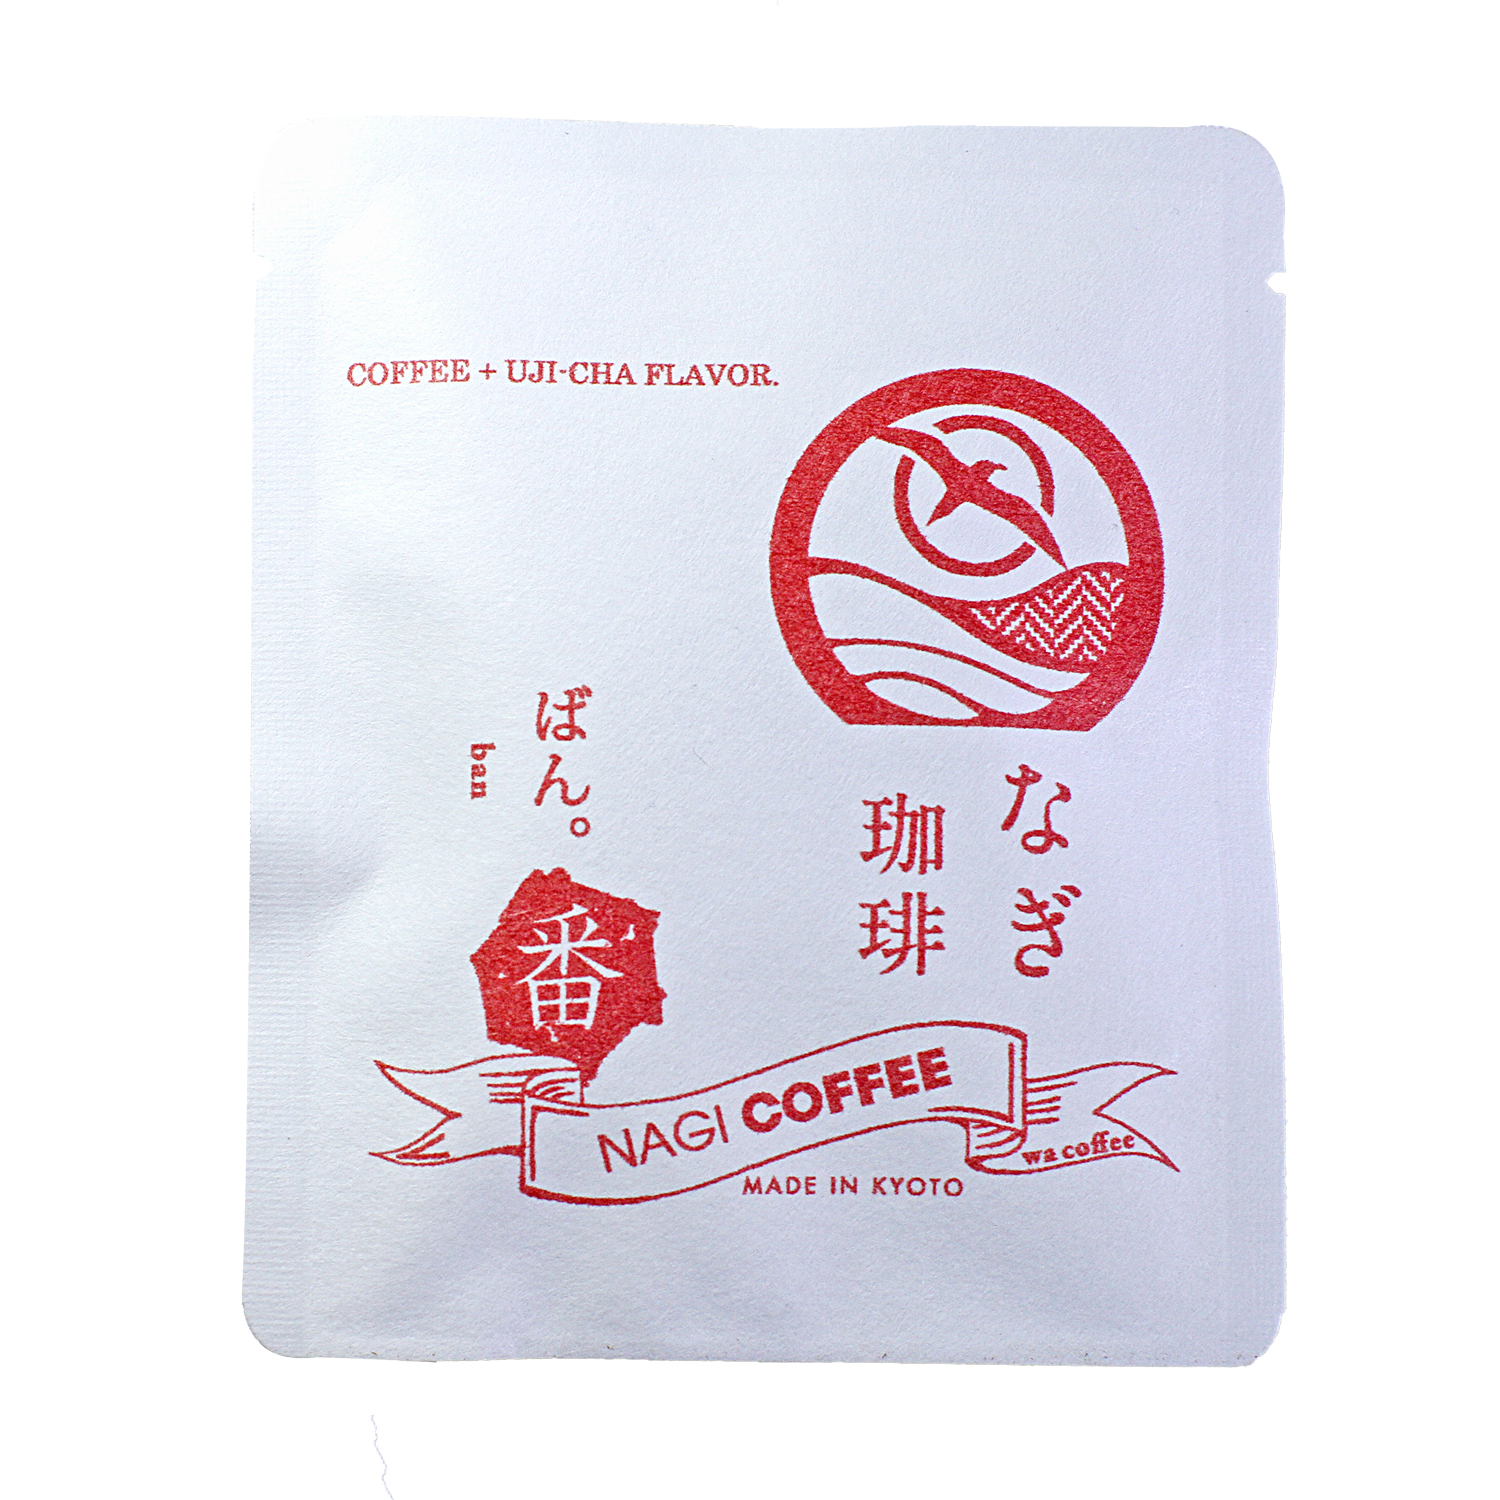 COFFEE + UJI-CHA FLAVOR.
なぎ
珈琲
ばん。
ban
番
NAGI COFFEE
wa coffee
MADE IN KYOTO